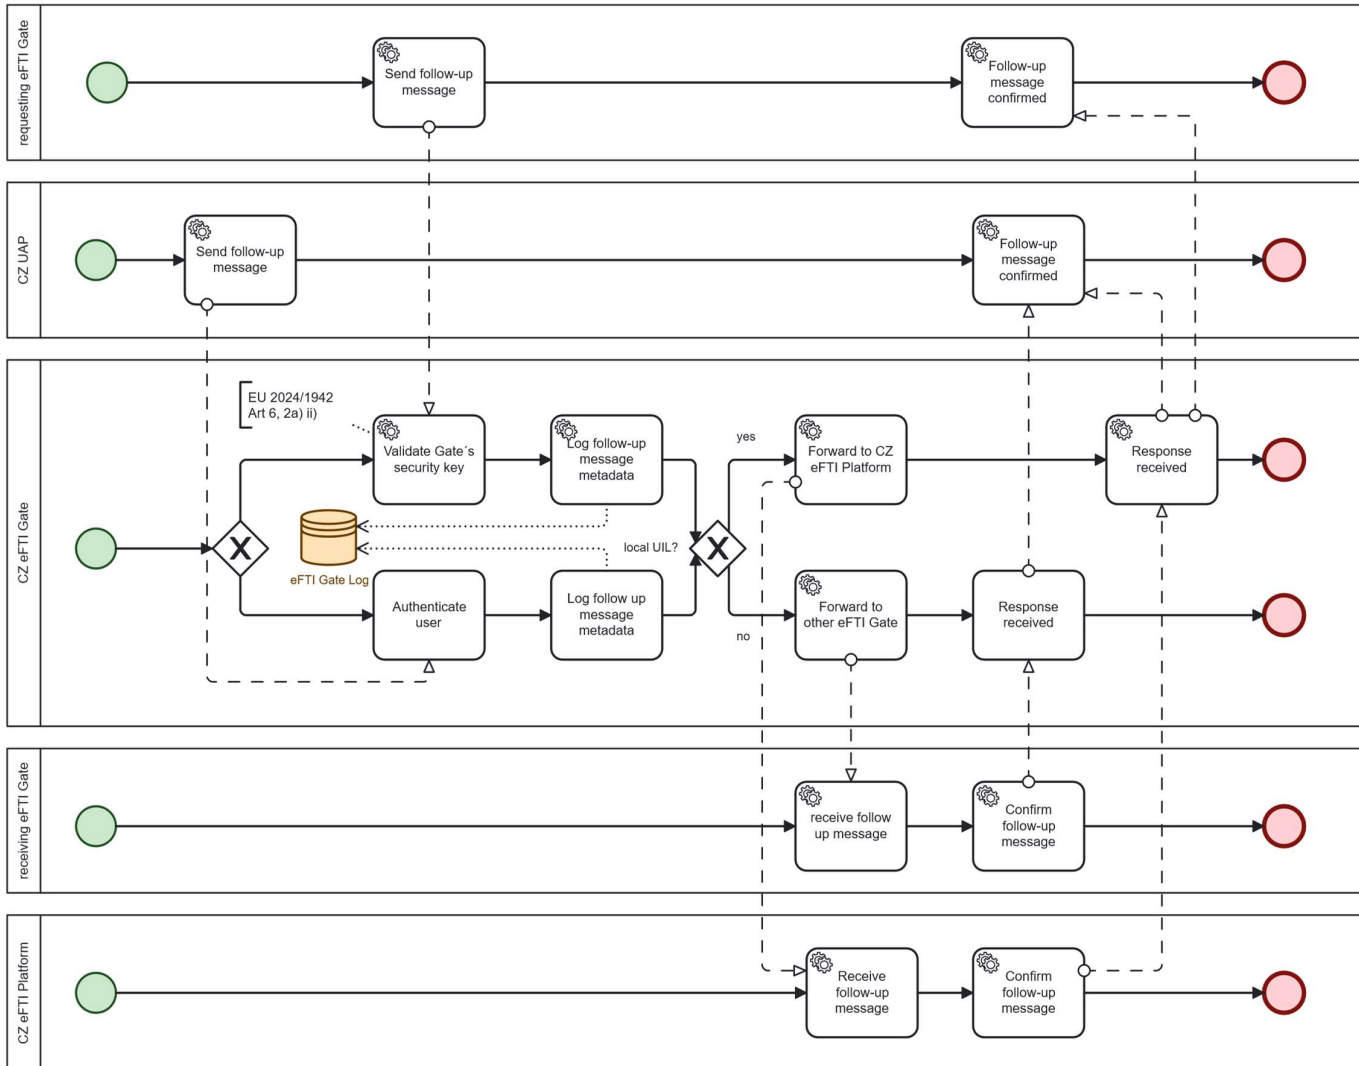 requesting eFTI Gate
Send follow-up
message
Follow-up
message
confirmed
CZ UAP
Send follow-up
message
Follow-up
message
confirmed
CZ eFTI Gate
EU 2024/1942
Art 6, 2a) ii)
Validate Gate´s
security key
Log follow-up
message
metadata
yes
Forward to CZ
eFTI Platform
Response
received
local UIL?
eFTI Gate Log
Authenticate
user
Log follow up
message
metadata
no
Forward to
other eFTI Gate
Response
received
receiving eFTI Gate
receive follow
up message
Confirm
follow-up
message
CZ eFTI Platform
Receive
follow-up
message
Confirm
follow-up
message